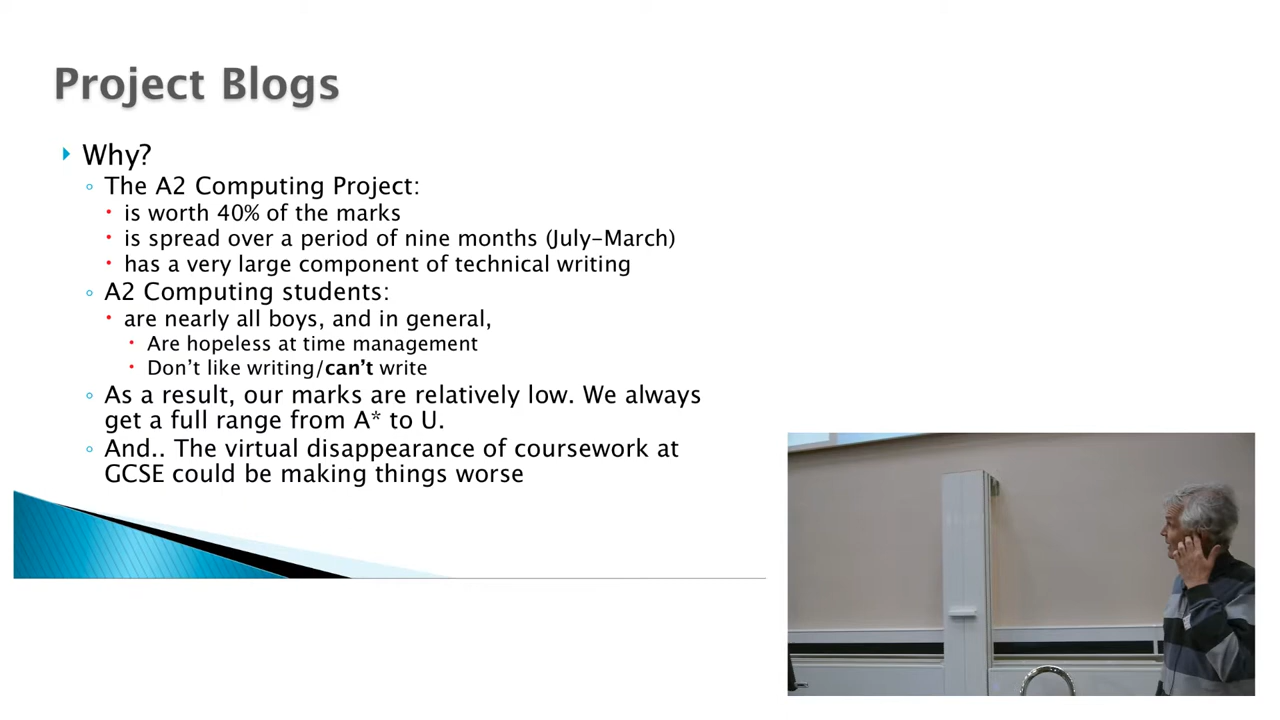 Project Blogs
Why?
The A2 Computing Project:
is worth 40% of the marks
is spread over a period of nine months (July-March)
has a very large component of technical writing
A2 Computing students:
are nearly all boys, and in general,
Are hopeless at time management
Don't like writing/can't write
As a result, our marks are relatively low. We always
get a full range from A* to U.
And.. The virtual disappearance of coursework at
GCSE could be making things worse